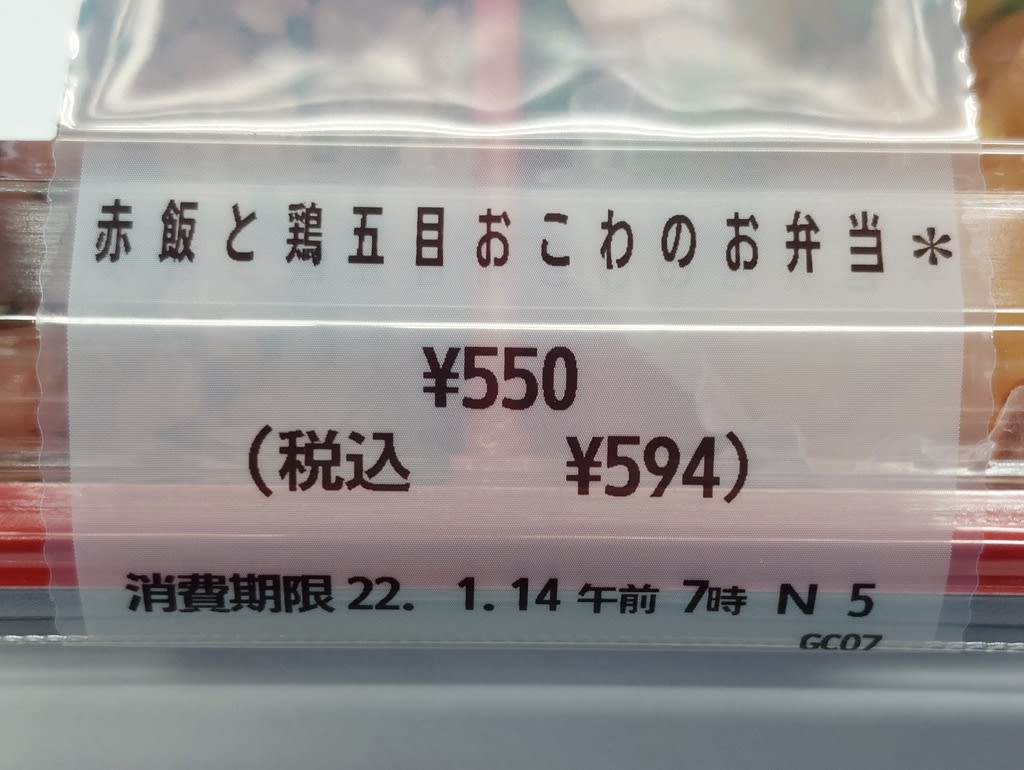 赤飯と鶏五目おこわのお弁当＊
¥550
(税込 ¥594)
消費期限 22. 1. 14 午前 7時 N 5
GC07